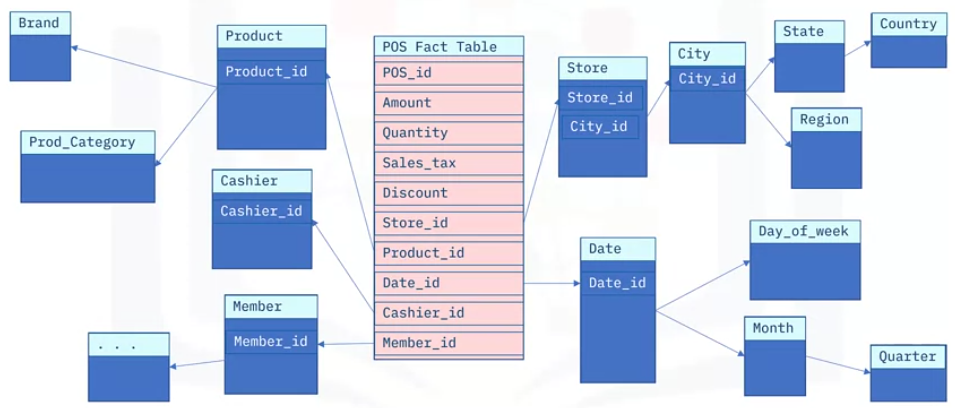 Brand
Product
Product_id
Prod_Category
Cashier
Cashier_id
Member
Member_id
. . .
POS Fact Table
POS_id
Amount
Quantity
Sales_tax
Discount
Store_id
Product_id
Date_id
Cashier_id
Member_id
Store
Store_id
City_id
City
City_id
State
Country
Region
Date
Date_id
Day_of_week
Month
Quarter